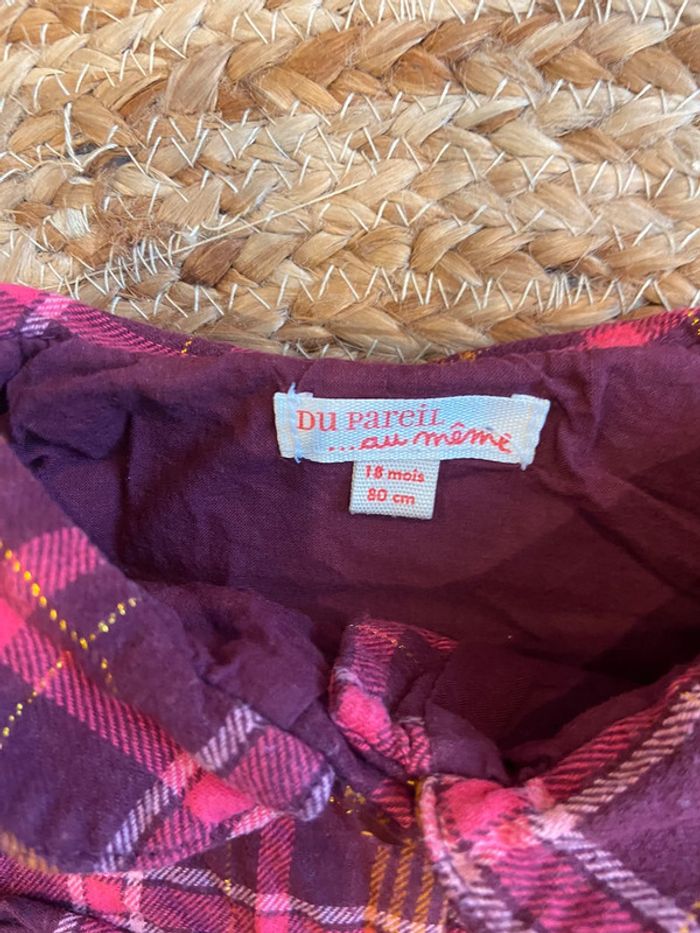 DU PAREIL
...au même
18 mois
80 cm